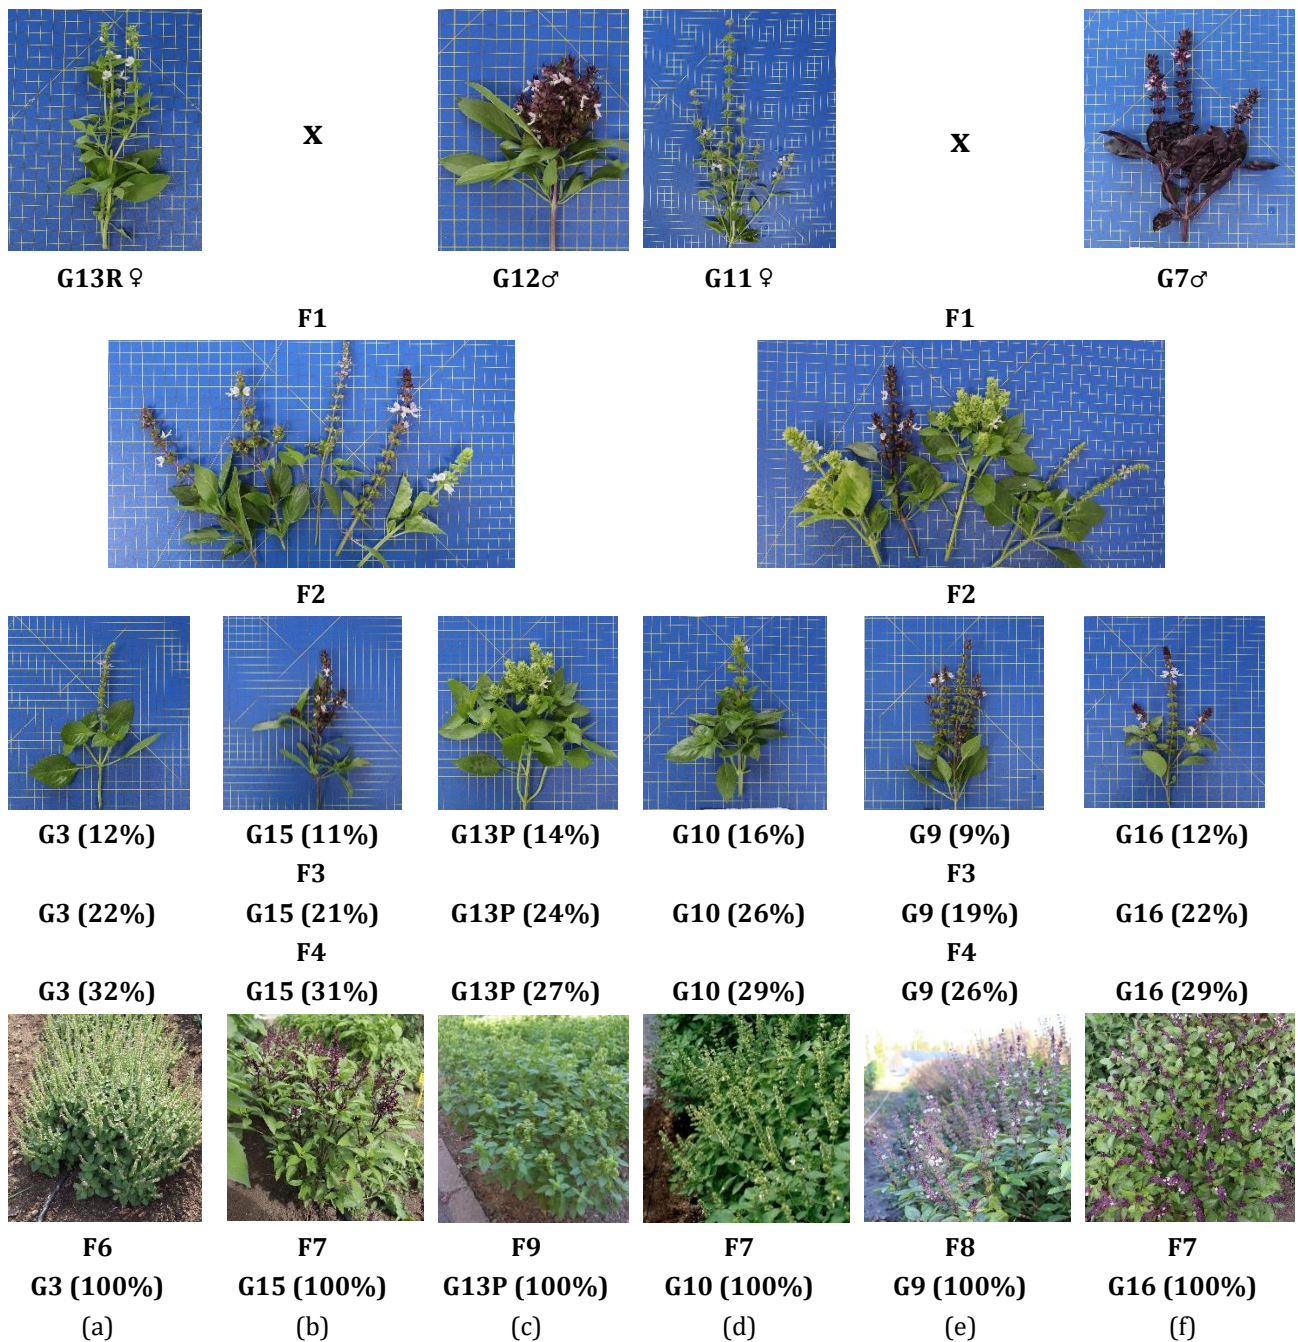 x x
G13R ♀ G12♂ G11 ♀ G7♂
F1 F1
F2 F2
G3 (12%) G15 (11%) G13P (14%) G10 (16%) G9 (9%) G16 (12%)
F3 F3
G3 (22%) G15 (21%) G13P (24%) G10 (26%) G9 (19%) G16 (22%)
F4 F4
G3 (32%) G15 (31%) G13P (27%) G10 (29%) G9 (26%) G16 (29%)
F6 F7 F9 F7 F8 F7
G3 (100%) G15 (100%) G13P (100%) G10 (100%) G9 (100%) G16 (100%)
(a) (b) (c) (d) (e) (f)